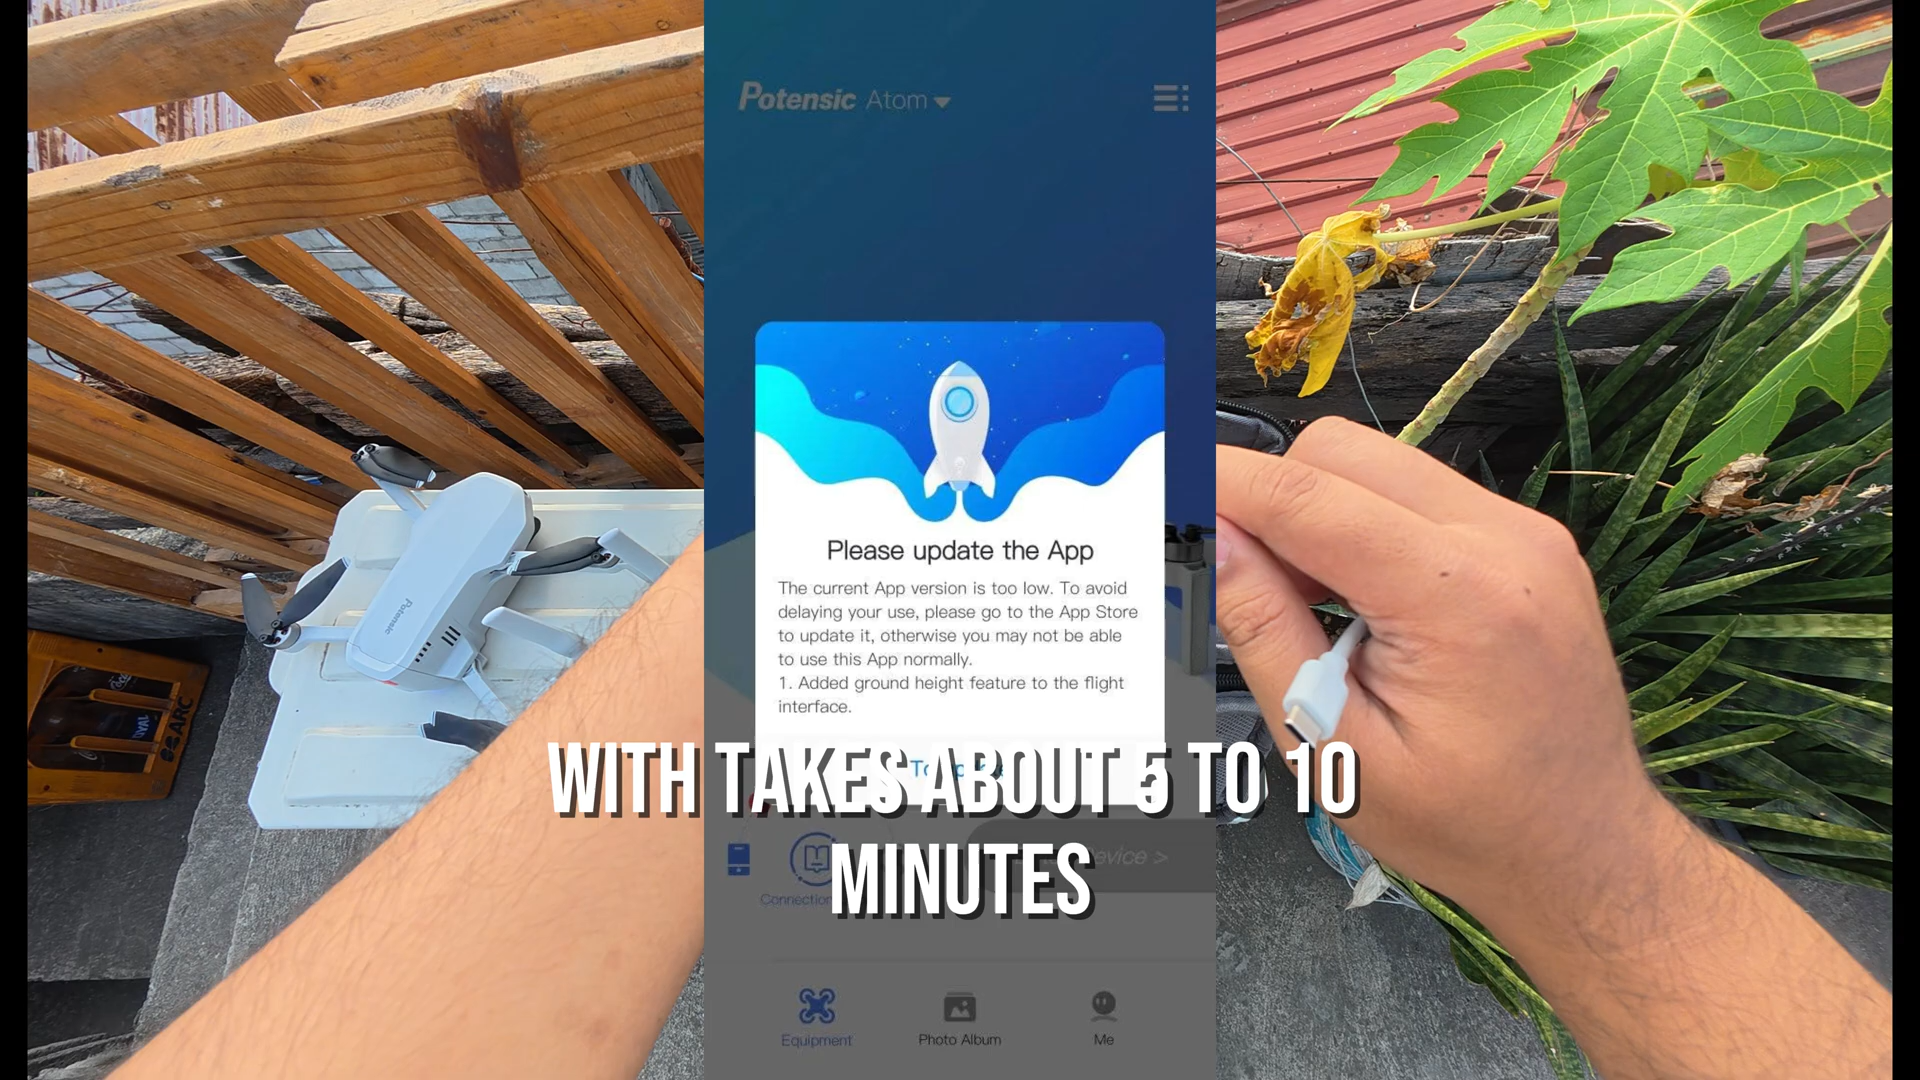 Potensic Atom
Please update the App
The current App version is too low. To avoid
delaying your use, please go to the App Store
to update it, otherwise you may not be able
to use this App normally.
1. Added ground height feature to the flight
interface.
WITH TAKES ABOUT 5 TO 10
MINUTES
Connection
Equipment
Photo Album
Me
Potensic
ARC